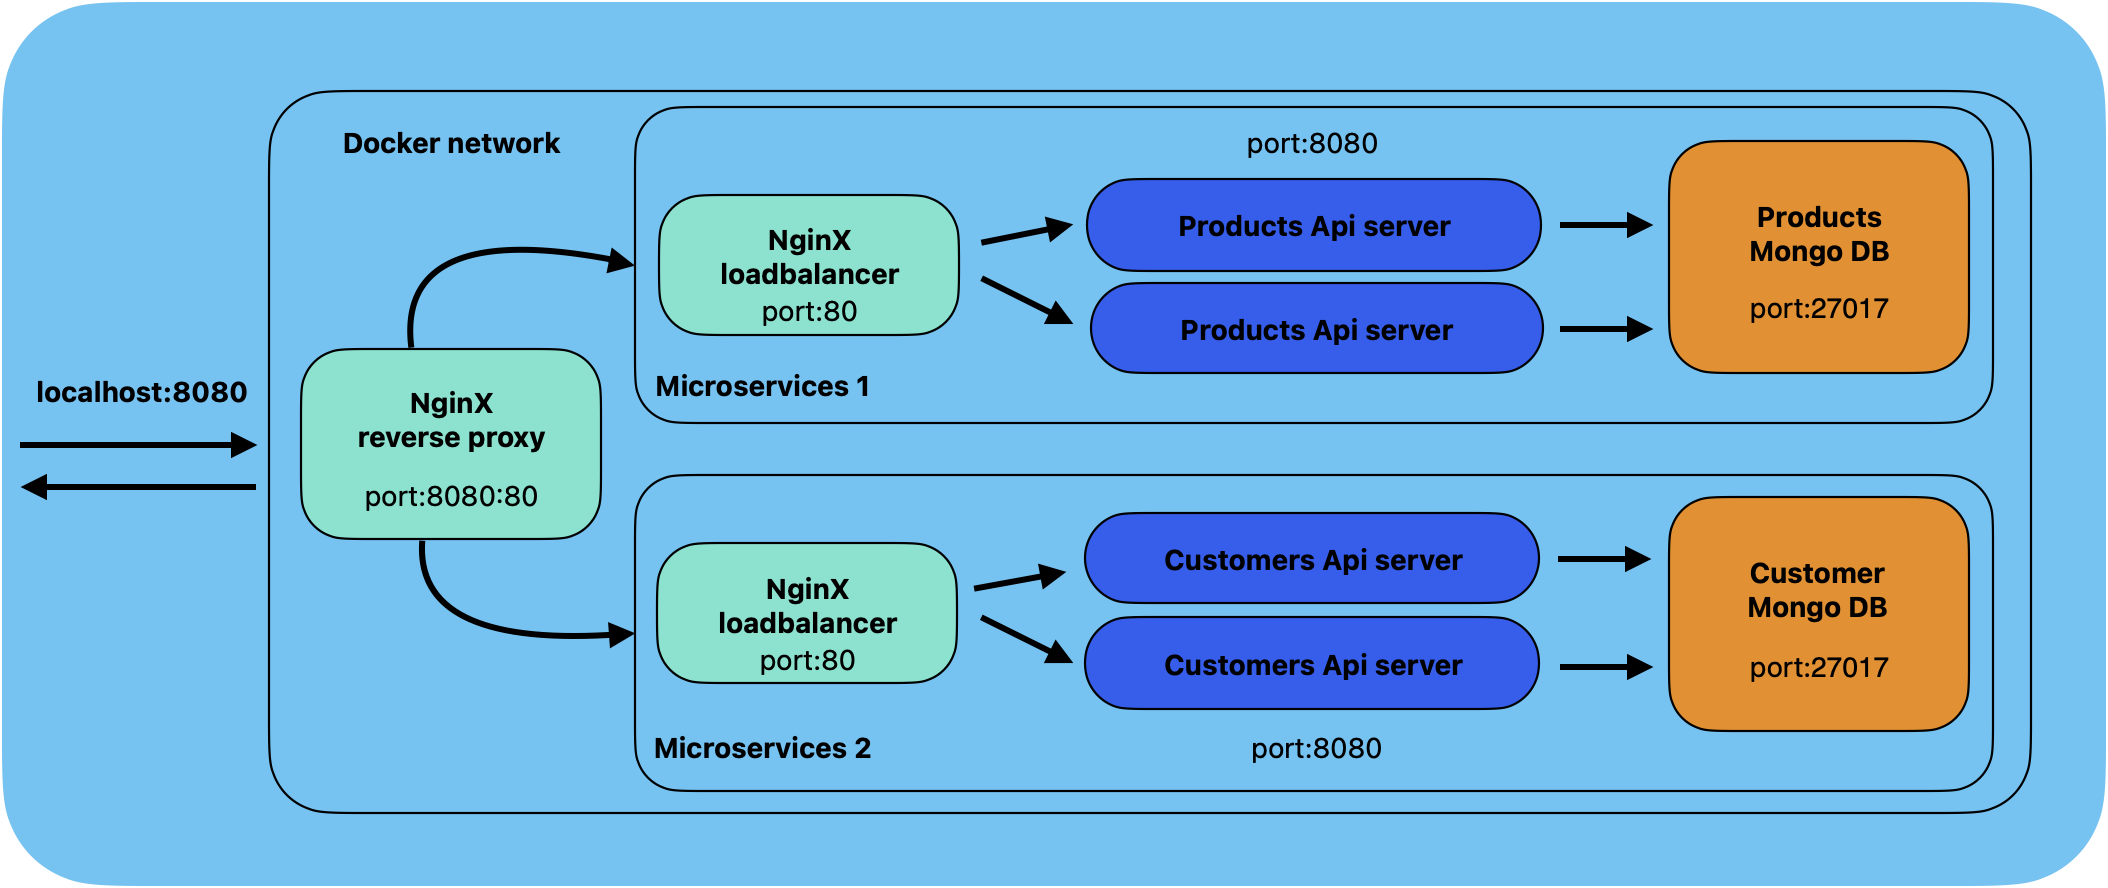 localhost:8080
Docker network
NginX
reverse proxy
port:8080:80
port:8080
NginX
loadbalancer
port:80
Products Api server
Products Api server
Products
Mongo DB
port:27017
Microservices 1
NginX
loadbalancer
port:80
Customers Api server
Customers Api server
Customer
Mongo DB
port:27017
Microservices 2
port:8080